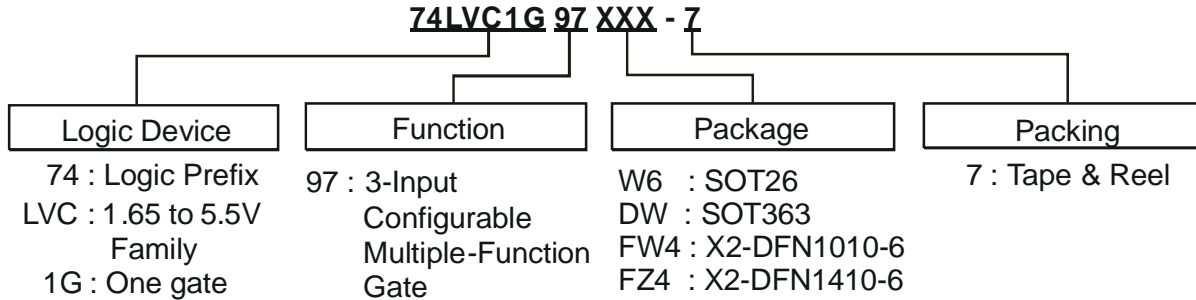 74LVC1G 97 XXX - 7
Logic Device
74 : Logic Prefix
LVC : 1.65 to 5.5V
Family
1G : One gate
Function
97 : 3-Input
Configurable
Multiple-Function
Gate
Package
W6 : SOT26
DW : SOT363
FW4 : X2-DFN1010-6
FZ4 : X2-DFN1410-6
Packing
7 : Tape & Reel